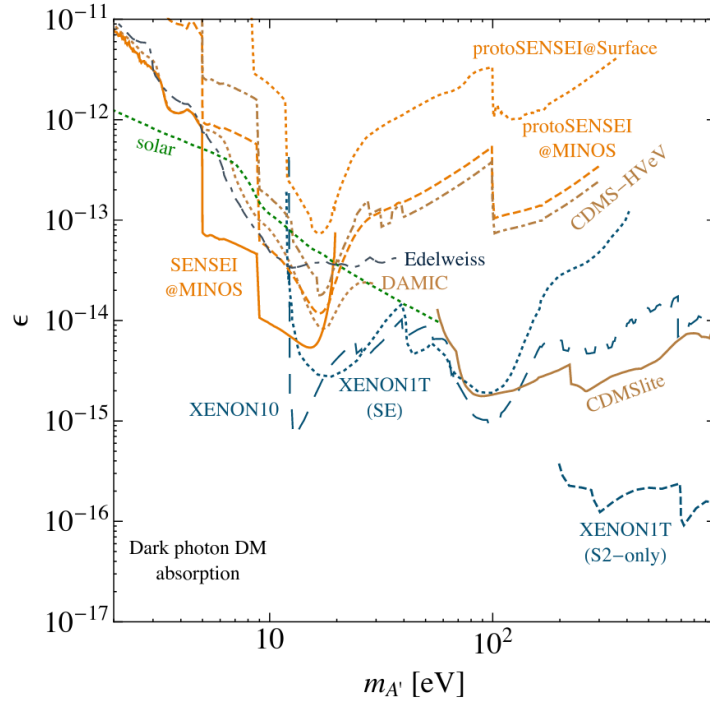 10⁻¹¹
10⁻¹²
10⁻¹³
10⁻¹⁴
10⁻¹⁵
10⁻¹⁶
10⁻¹⁷
ϵ
protoSENSEI@Surface
solar
protoSENSEI
@MINOS
CDMS-HVeV
SENSEI
@MINOS
Edelweiss
DAMIC
XENON10
XENON1T
(SE)
CDMSlite
XENON1T
(S2-only)
Dark photon DM
absorption
10
10²
m_A' [eV]